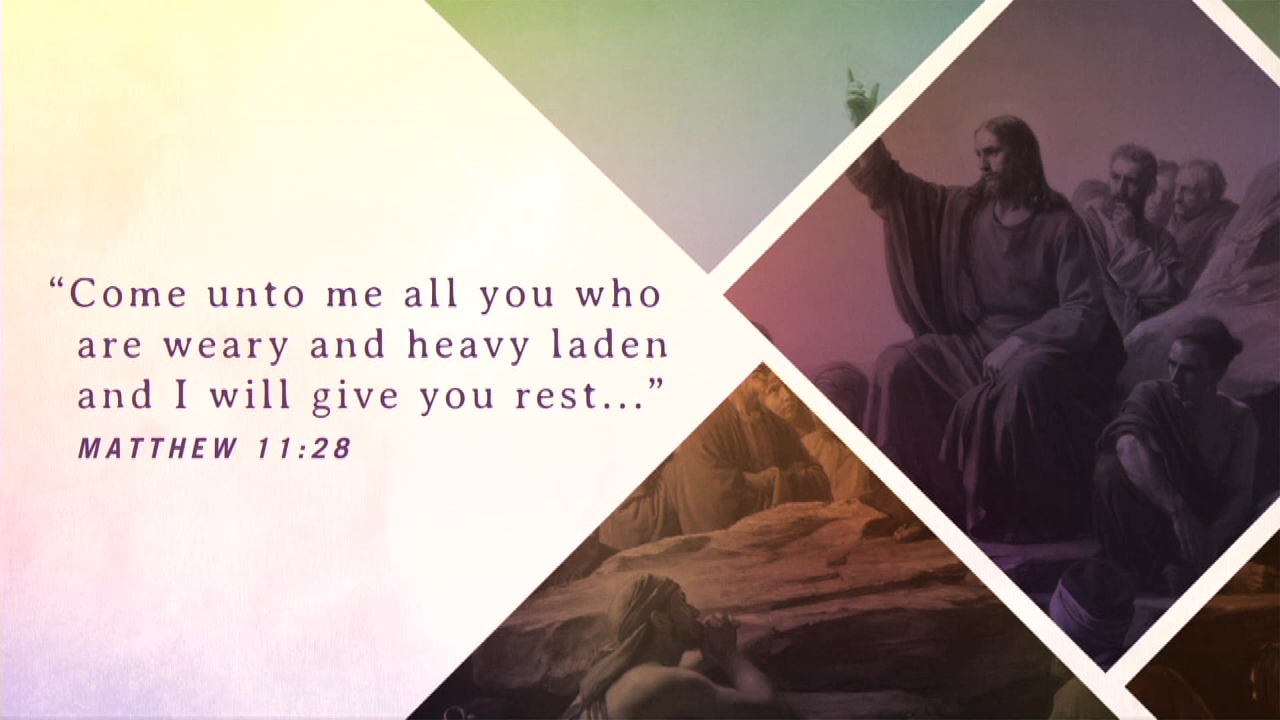 “Come unto me all you who
are weary and heavy laden
and I will give you rest...”
MATTHEW 11:28